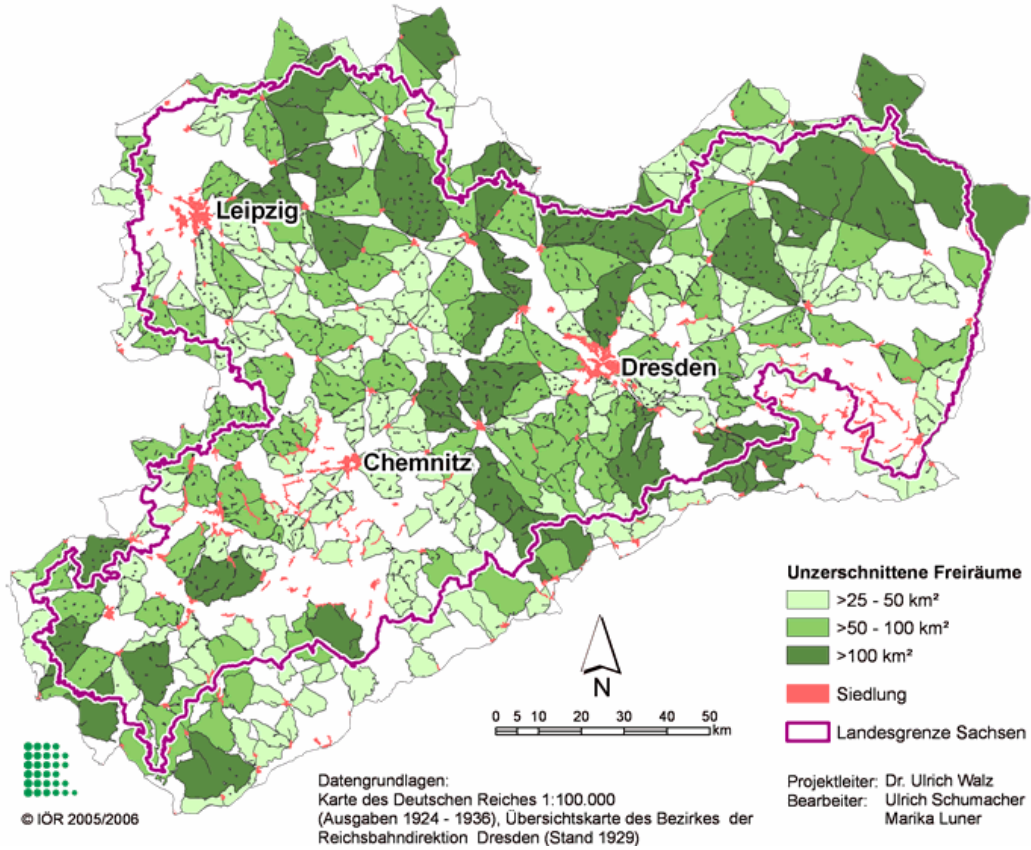 Leipzig
Dresden
Chemnitz
Unzerschnittene Freiräume
>25 - 50 km²
>50 - 100 km²
>100 km²
Siedlung
Landesgrenze Sachsen
N
0 5 10 20 30 40 50
km
Datengrundlagen:
Karte des Deutschen Reiches 1:100.000
(Ausgaben 1924 - 1936), Übersichtskarte des Bezirkes der
Reichsbahndirektion Dresden (Stand 1929)
Projektleiter: Dr. Ulrich Walz
Bearbeiter: Ulrich Schumacher
Marika Luner
© IÖR 2005/2006